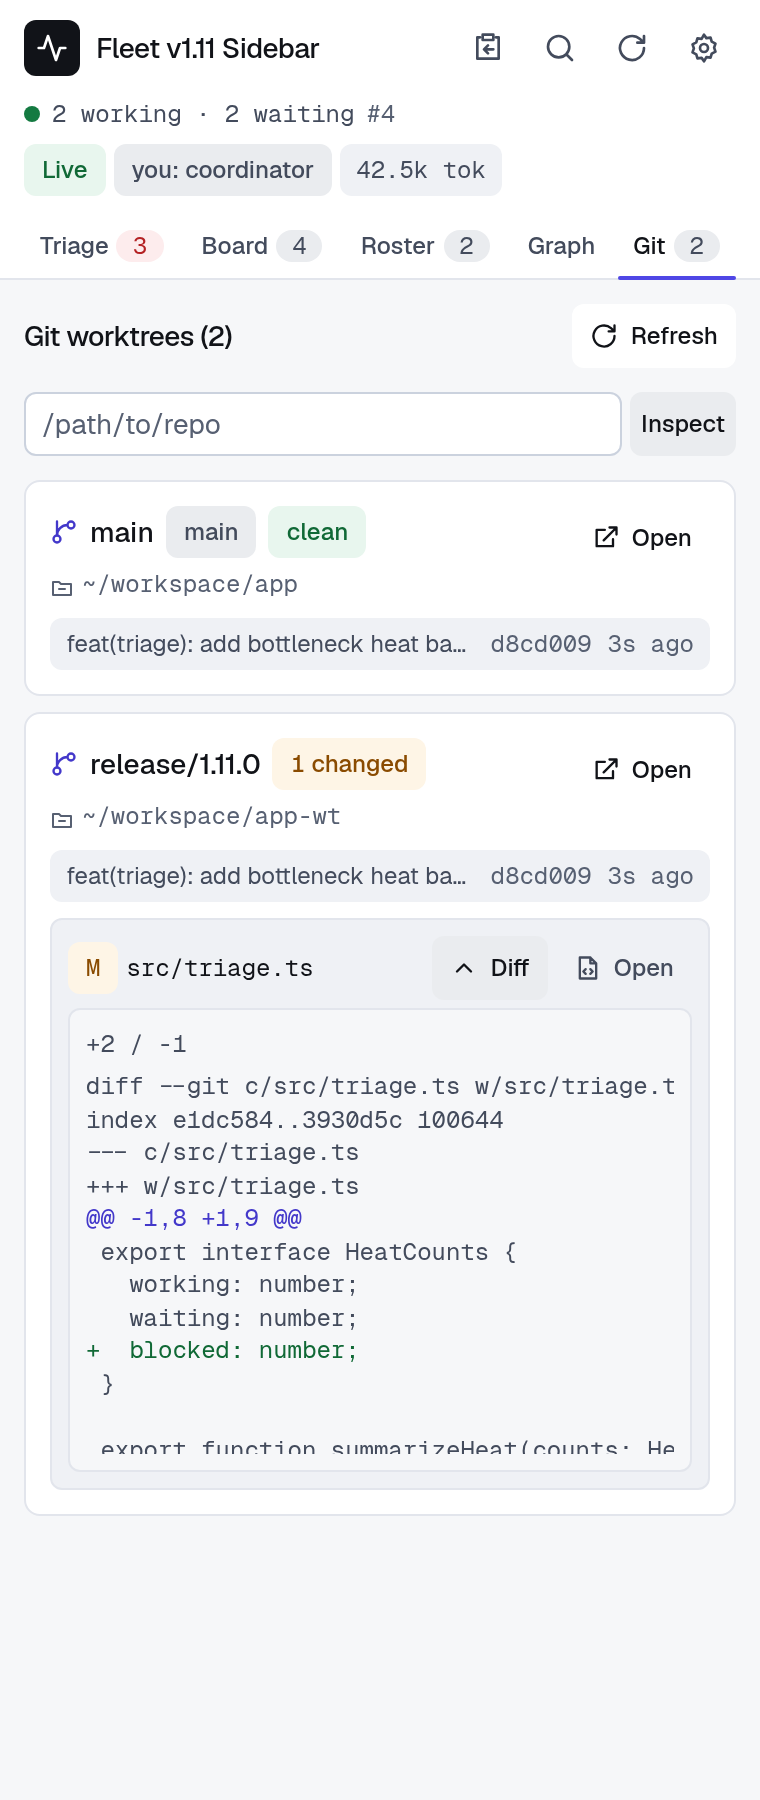 Fleet v1.11 Sidebar
2 working · 2 waiting #4
Live you: coordinator 42.5k tok
Triage 3 Board 4 Roster 2 Graph Git 2
Git worktrees (2) Refresh
/path/to/repo Inspect
main main clean Open
~/workspace/app
feat(triage): add bottleneck heat ba... d8cd009 3s ago
release/1.11.0 1 changed Open
~/workspace/app-wt
feat(triage): add bottleneck heat ba... d8cd009 3s ago
M src/triage.ts Diff Open
+2 / -1
diff --git c/src/triage.ts w/src/triage.t
index e1dc584..3930d5c 100644
--- c/src/triage.ts
+++ w/src/triage.ts
@@ -1,8 +1,9 @@
 export interface HeatCounts {
   working: number;
   waiting: number;
+  blocked: number;
 }
 export function summarizeHeat(counts: He